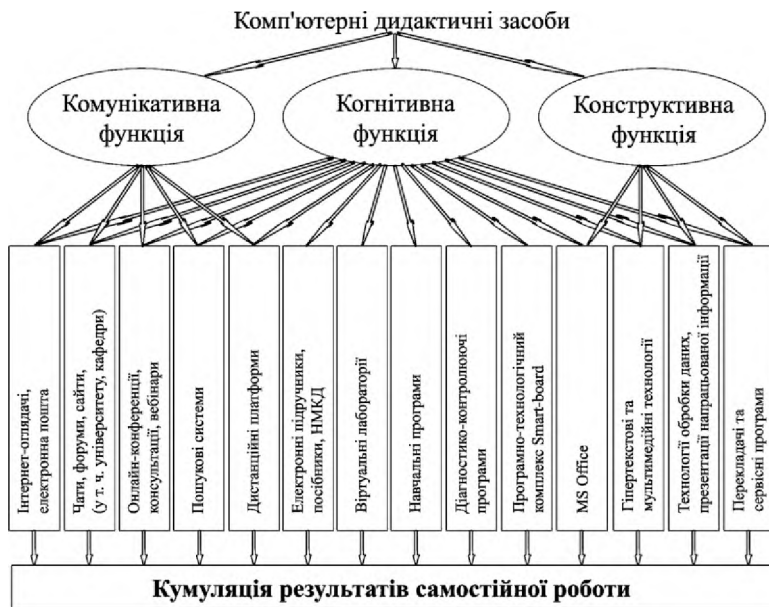 Комп'ютерні дидактичні засоби
Комунікативна
функція
Когнітивна
функція
Конструктивна
функція
Інтернет-оглядачі,
електронна пошта
Чати, форуми, сайти,
(у т. ч. університету, кафедри)
Онлайн-конференції,
консультації, вебінари
Пошукові системи
Дистанційні платформи
Електронні підручники,
посібники, НМКД
Віртуальні лабораторії
Навчальні програми
Діагностико-контролюючі
програми
Програмно-технологічний
комплекс Smart-board
MS Office
Гіпертекстові та
мультимедійні технології
Технології обробки даних,
презентації напрацьованої інформації
Перекладачі та
сервісні програми
Кумуляція результатів самостійної роботи